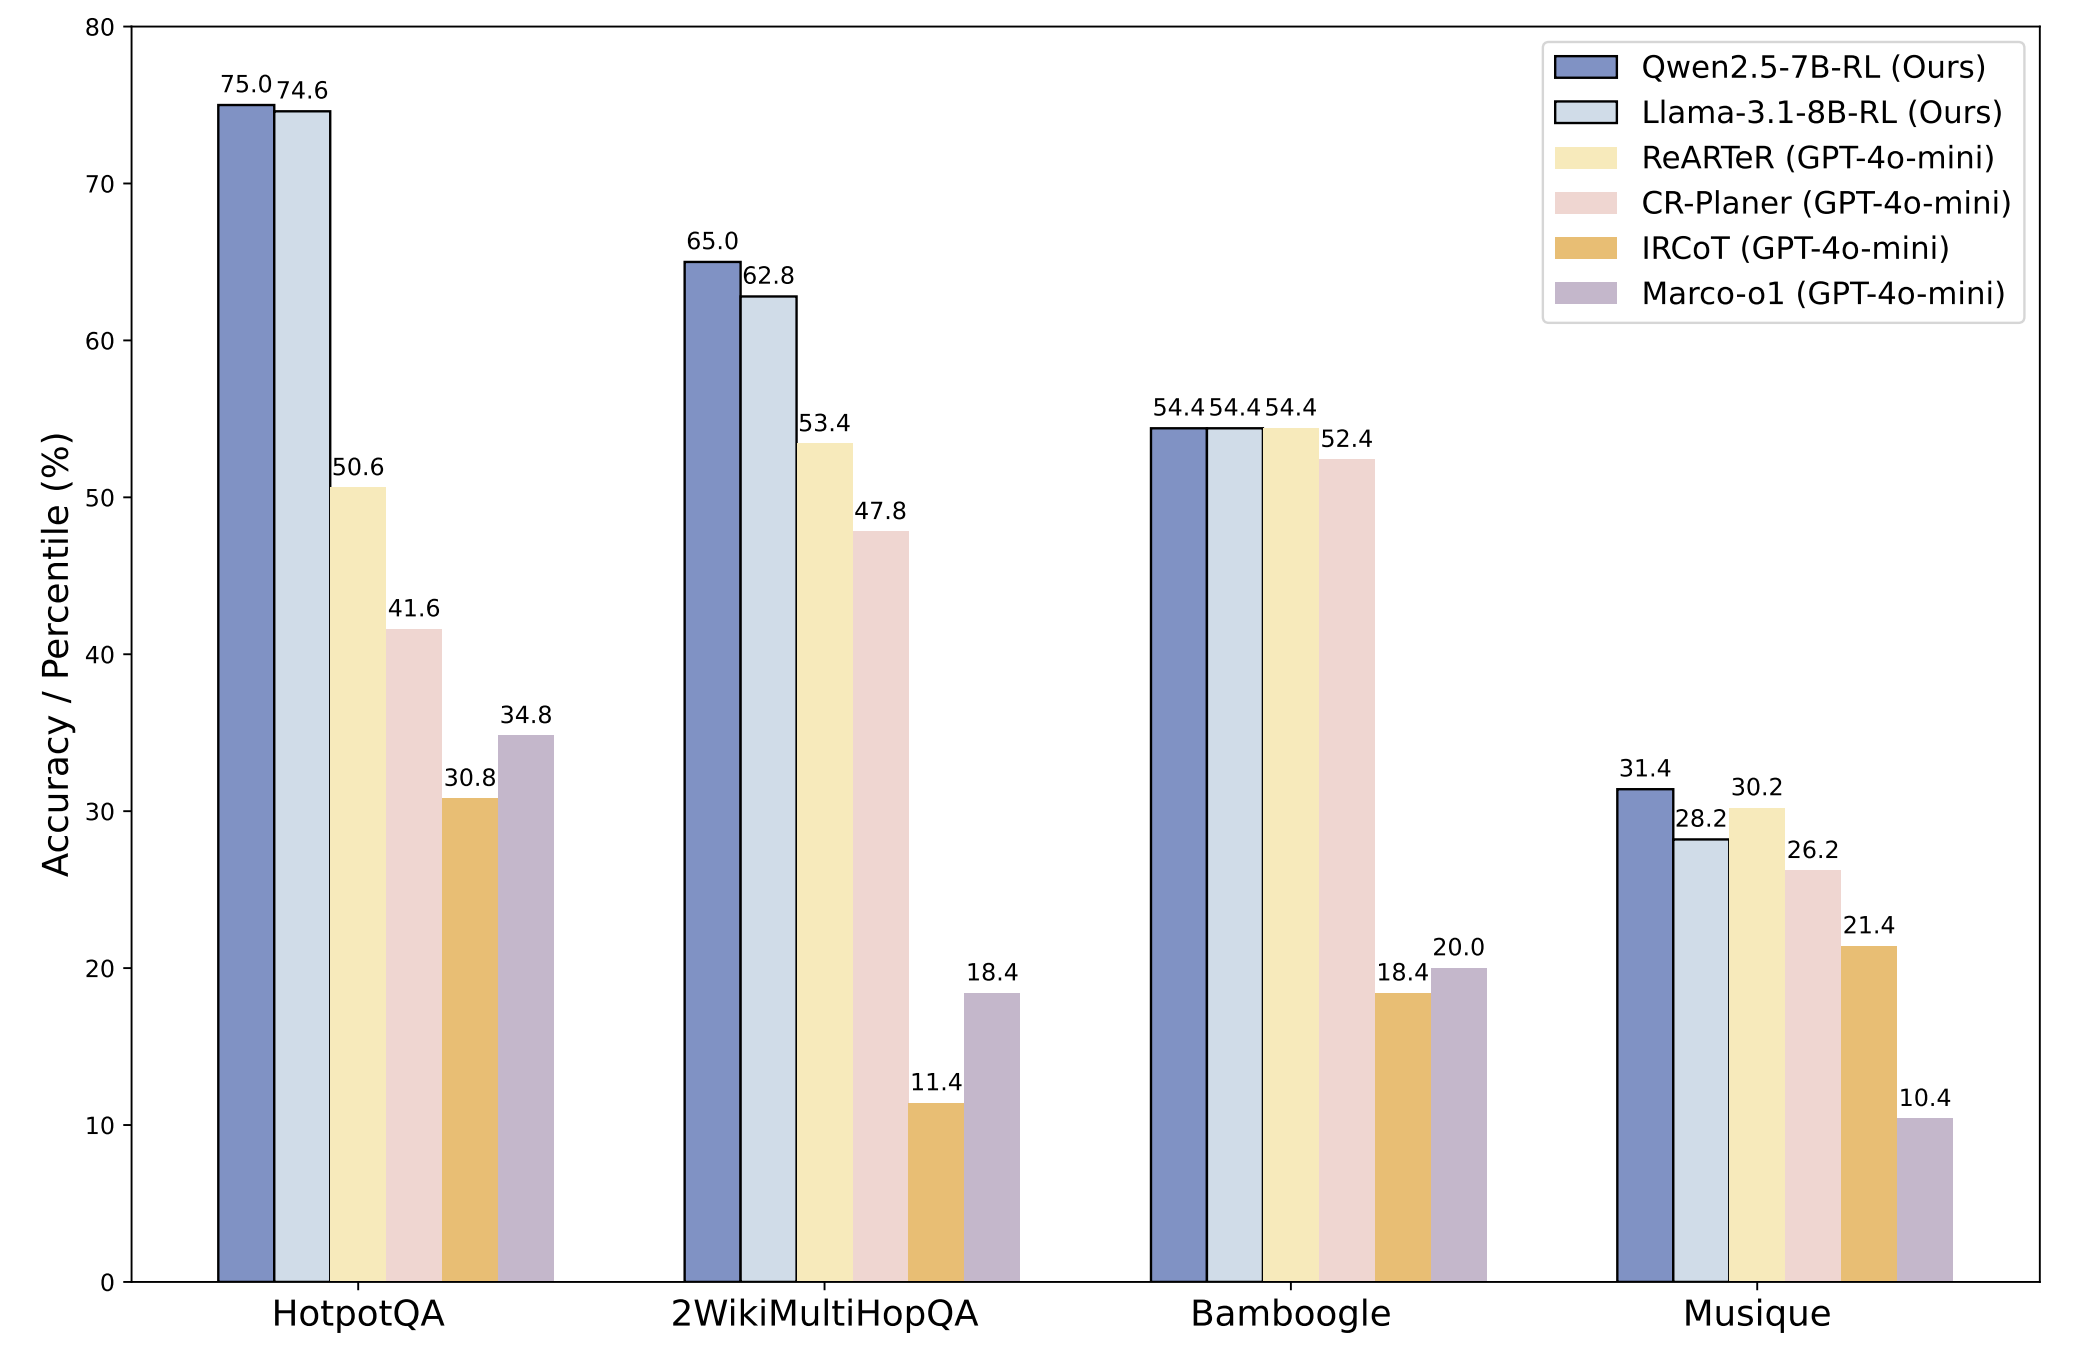 80
70
60
50
40
30
20
10
0
Accuracy / Percentile (%)
Qwen2.5-7B-RL (Ours)
Llama-3.1-8B-RL (Ours)
ReARTeR (GPT-4o-mini)
CR-Planer (GPT-4o-mini)
IRCoT (GPT-4o-mini)
Marco-o1 (GPT-4o-mini)
75.0 74.6 50.6 41.6 30.8 34.8
65.0 62.8 53.4 47.8 11.4 18.4
54.4 54.4 54.4 52.4 18.4 20.0
31.4 28.2 30.2 26.2 21.4 10.4
HotpotQA 2WikiMultiHopQA Bamboogle Musique